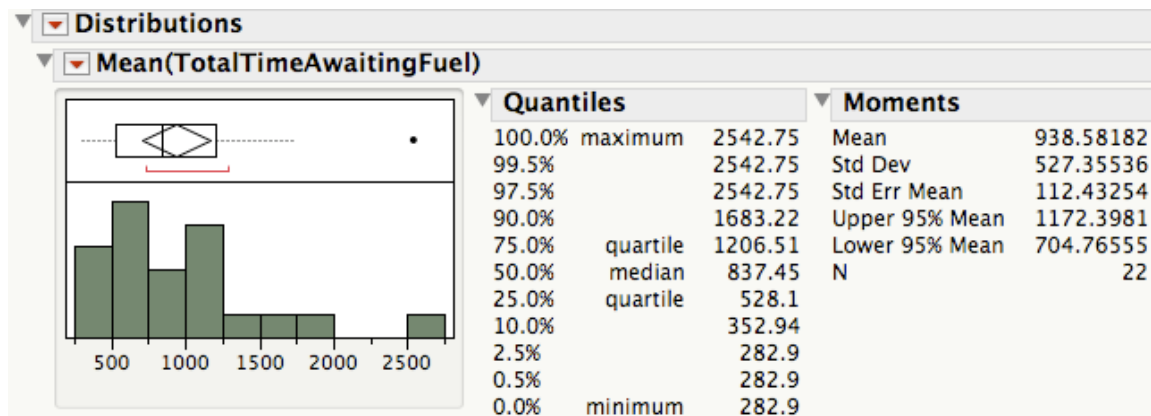 Distributions
Mean(TotalTimeAwaitingFuel)
500 1000 1500 2000 2500
Quantiles
100.0% maximum 2542.75
99.5% 2542.75
97.5% 2542.75
90.0% 1683.22
75.0% quartile 1206.51
50.0% median 837.45
25.0% quartile 528.1
10.0% 352.94
2.5% 282.9
0.5% 282.9
0.0% minimum 282.9
Moments
Mean 938.58182
Std Dev 527.35536
Std Err Mean 112.43254
Upper 95% Mean 1172.3981
Lower 95% Mean 704.76555
N 22